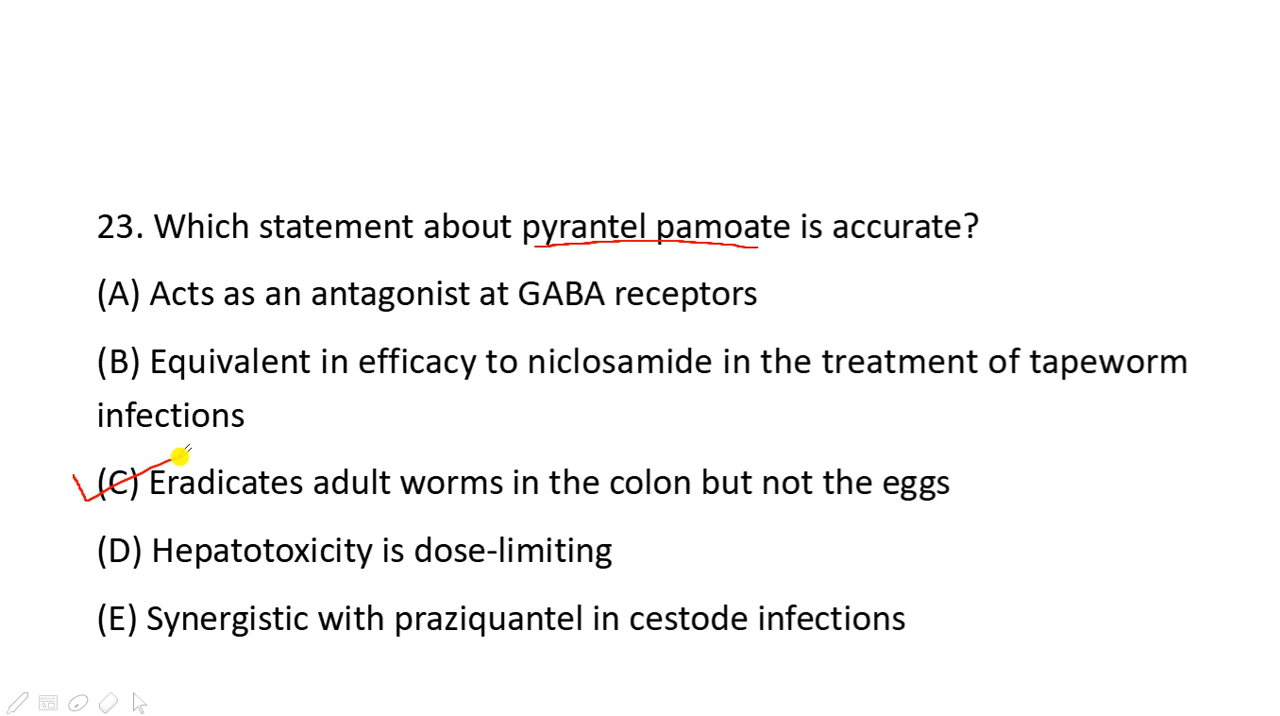 23. Which statement about pyrantel pamoate is accurate?
(A) Acts as an antagonist at GABA receptors
(B) Equivalent in efficacy to niclosamide in the treatment of tapeworm
infections
(C) Eradicates adult worms in the colon but not the eggs
(D) Hepatotoxicity is dose-limiting
(E) Synergistic with praziquantel in cestode infections